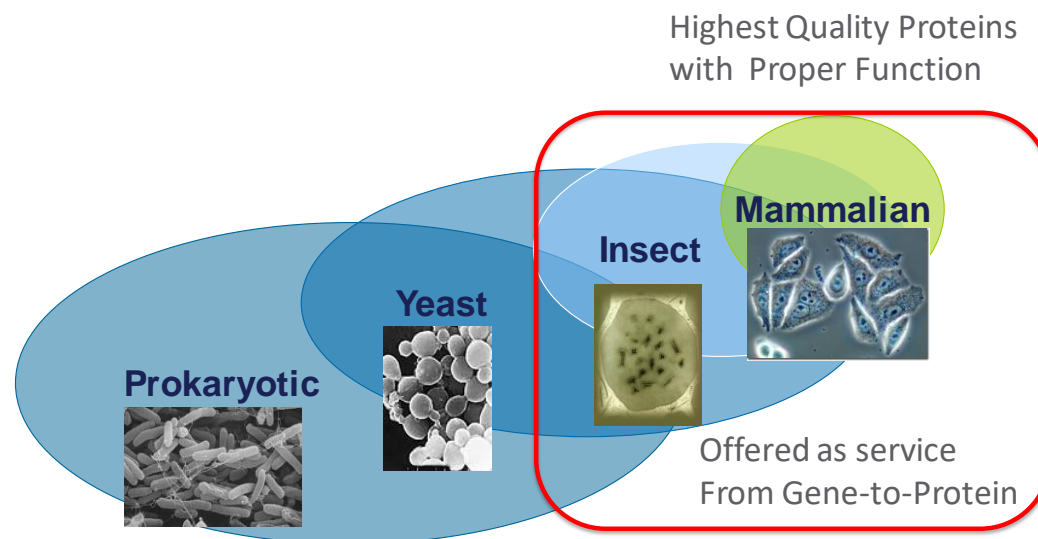 Highest Quality Proteins
with Proper Function
Mammalian
Insect
Yeast
Prokaryotic
Offered as service
From Gene-to-Protein